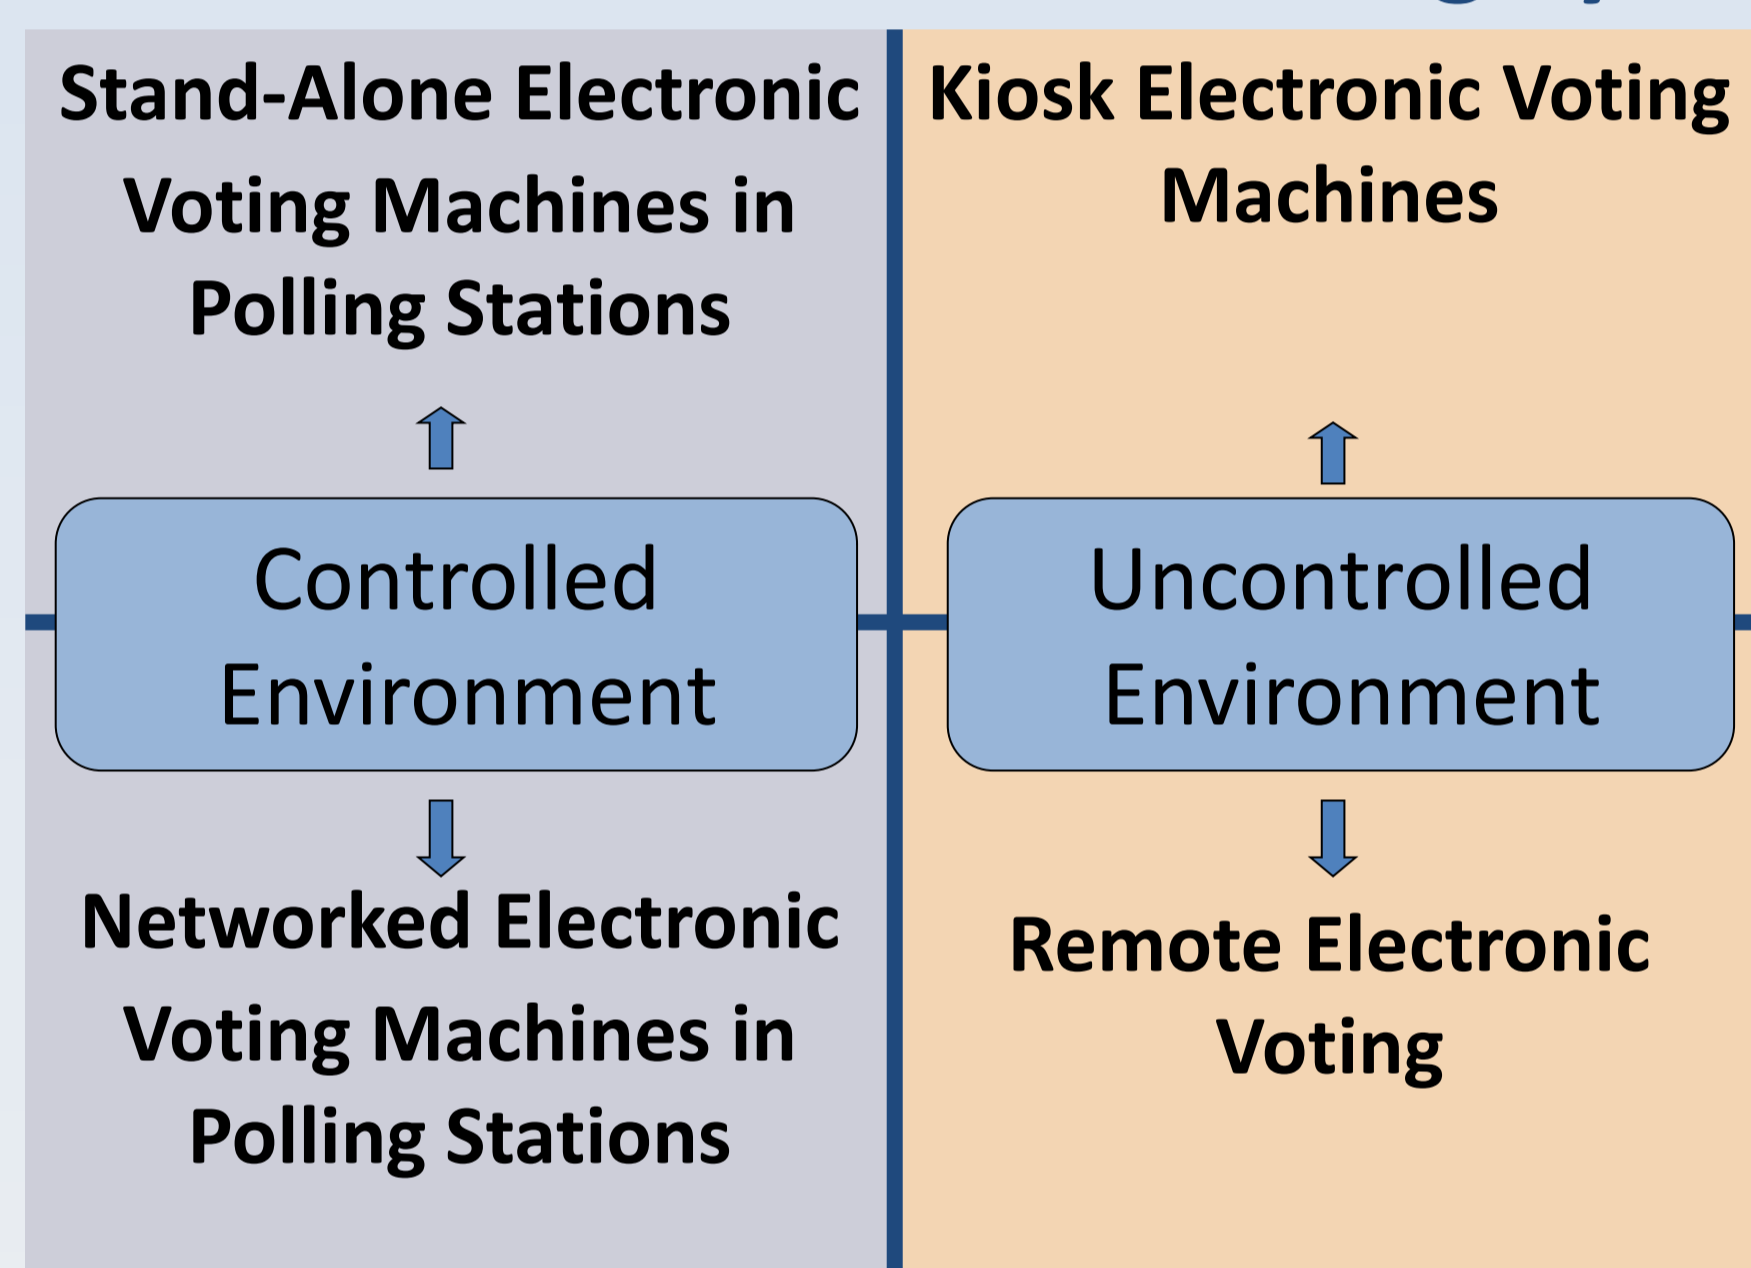 Stand-Alone Electronic
Voting Machines in
Polling Stations
Kiosk Electronic Voting
Machines
Controlled
Environment
Uncontrolled
Environment
Networked Electronic
Voting Machines in
Polling Stations
Remote Electronic
Voting